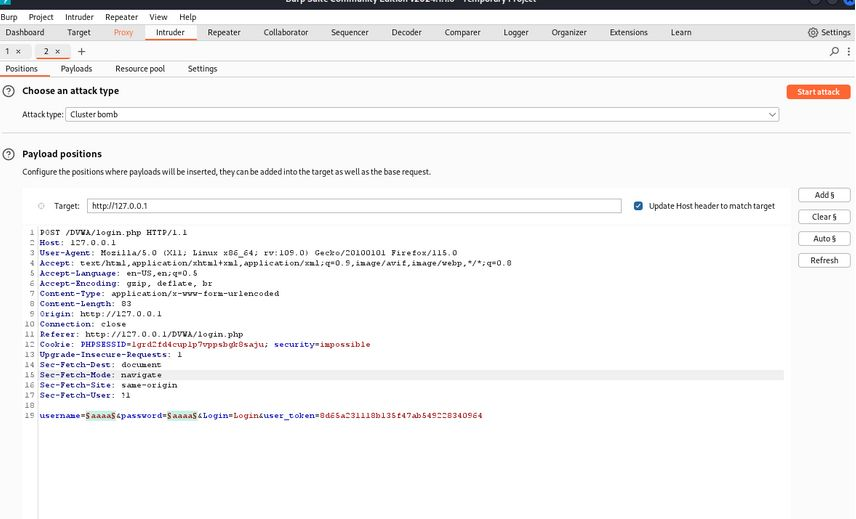 Burp Suite Community Edition - Temporary Project
Burp Project Intruder Repeater View Help
Dashboard Target Proxy Intruder Repeater Collaborator Sequencer Decoder Comparer Logger Organizer Extensions Learn Settings
1 × 2 × +
Positions Payloads Resource pool Settings
? Choose an attack type
Start attack
Attack type: Cluster bomb
? Payload positions
Configure the positions where payloads will be inserted, they can be added into the target as well as the base request.
Target: http://127.0.0.1 Update Host header to match target
Add §
Clear §
Auto §
Refresh
1 POST /DVWA/login.php HTTP/1.1
2 Host: 127.0.0.1
3 User-Agent: Mozilla/5.0 (X11; Linux x86_64; rv:109.0) Gecko/20100101 Firefox/115.0
4 Accept: text/html,application/xhtml+xml,application/xml;q=0.9,image/avif,image/webp,*/*;q=0.8
5 Accept-Language: en-US,en;q=0.5
6 Accept-Encoding: gzip, deflate, br
7 Content-Type: application/x-www-form-urlencoded
8 Content-Length: 83
9 Origin: http://127.0.0.1
10 Connection: close
11 Referer: http://127.0.0.1/DVWA/login.php
12 Cookie: PHPSESSID=lgrd2fd4cuplp7vppsbgk8saju; security=impossible
13 Upgrade-Insecure-Requests: 1
14 Sec-Fetch-Dest: document
15 Sec-Fetch-Mode: navigate
16 Sec-Fetch-Site: same-origin
17 Sec-Fetch-User: ?1
18
19 username=§aaaa§&password=§aaaa§&Login=Login&user_token=8d65a231118b135f47ab549228340964